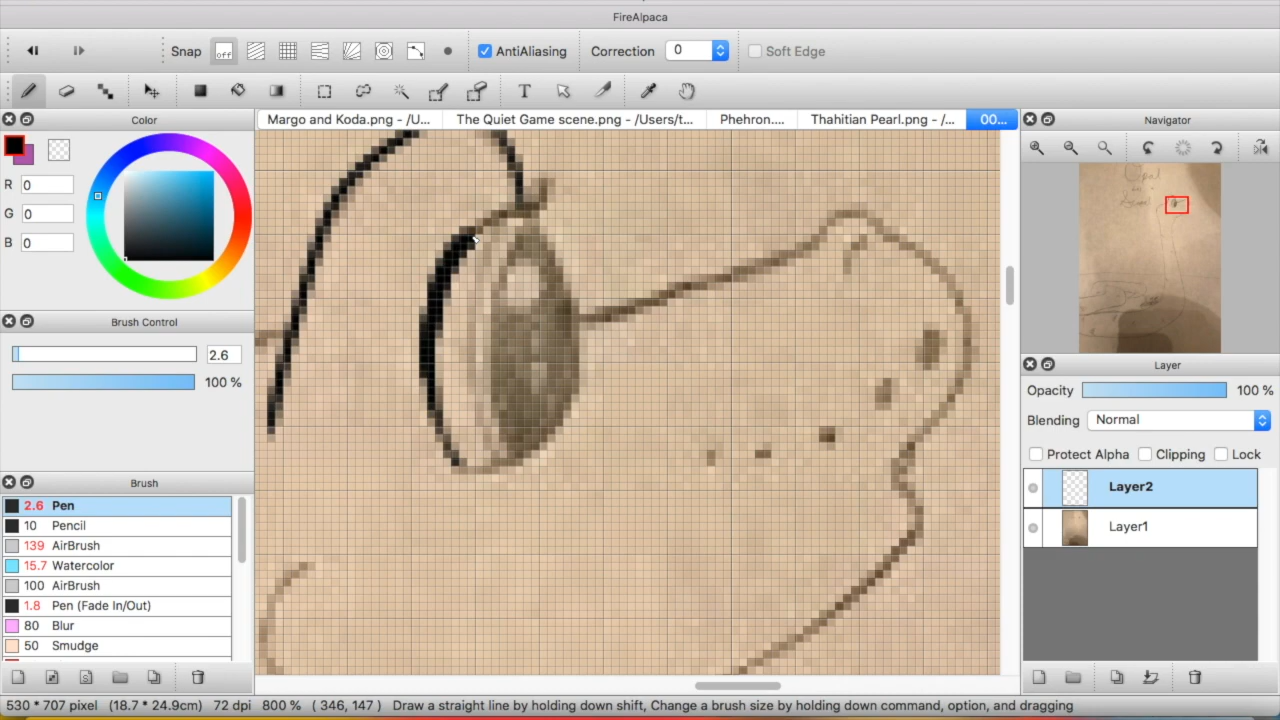 FireAlpaca
Snap off AntiAliasing Correction 0 Soft Edge
T
Color
Margo and Koda.png - /U... The Quiet Game scene.png - /Users/t... Phehron.... Thahitian Pearl.png - /... 00...
Navigator
R 0
G 0
B 0
Brush Control
2.6
100 %
Layer
Opacity 100 %
Blending Normal
Protect Alpha Clipping Lock
Layer2
Layer1
Brush
2.6 Pen
10 Pencil
139 AirBrush
15.7 Watercolor
100 AirBrush
1.8 Pen (Fade In/Out)
80 Blur
50 Smudge
530 * 707 pixel (18.7 * 24.9cm) 72 dpi 800 % ( 346, 147 ) Draw a straight line by holding down shift, Change a brush size by holding down command, option, and dragging